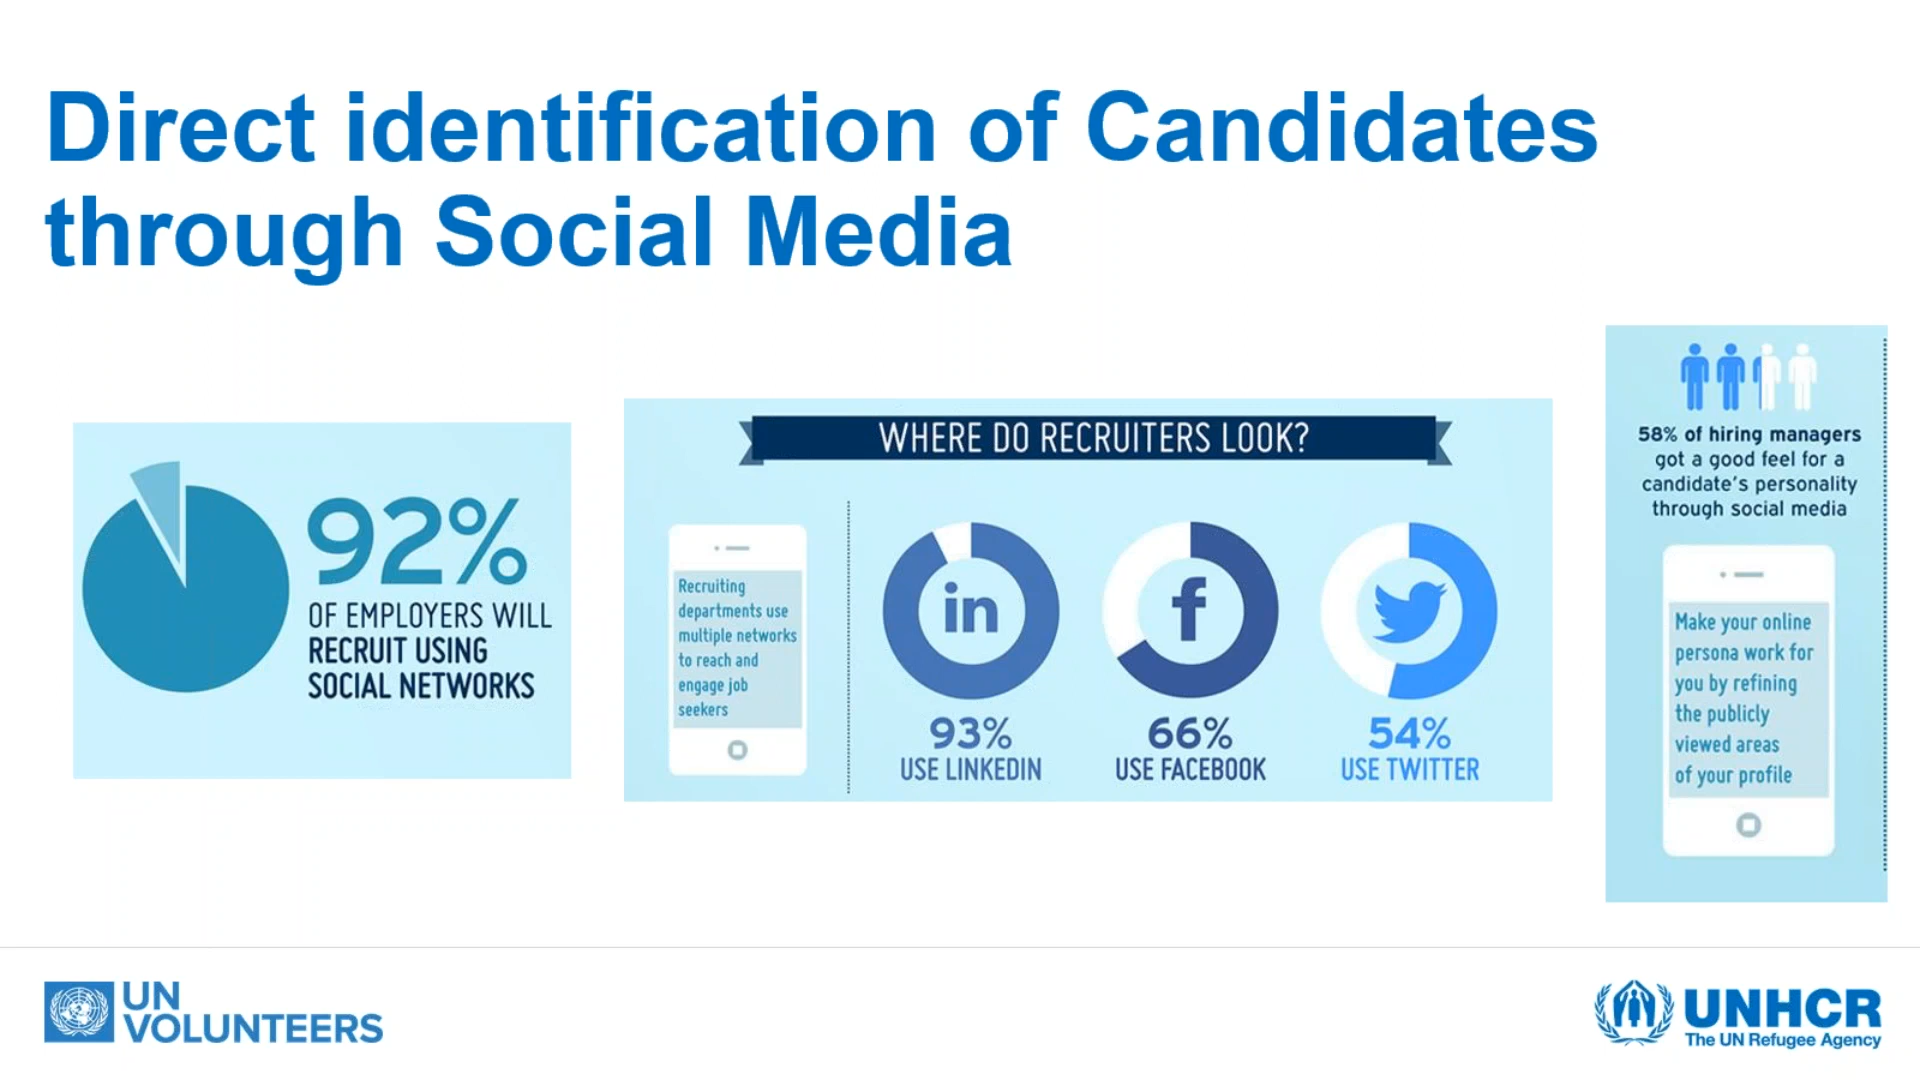 Direct identification of Candidates
through Social Media
92%
OF EMPLOYERS WILL
RECRUIT USING
SOCIAL NETWORKS
WHERE DO RECRUITERS LOOK?
Recruiting
departments use
multiple networks
to reach and
engage job
seekers
in
f
93%
USE LINKEDIN
66%
USE FACEBOOK
54%
USE TWITTER
58% of hiring managers
got a good feel for a
candidate's personality
through social media
Make your online
persona work for
you by refining
the publicly
viewed areas
of your profile
UN
VOLUNTEERS
UNHCR
The UN Refugee Agency